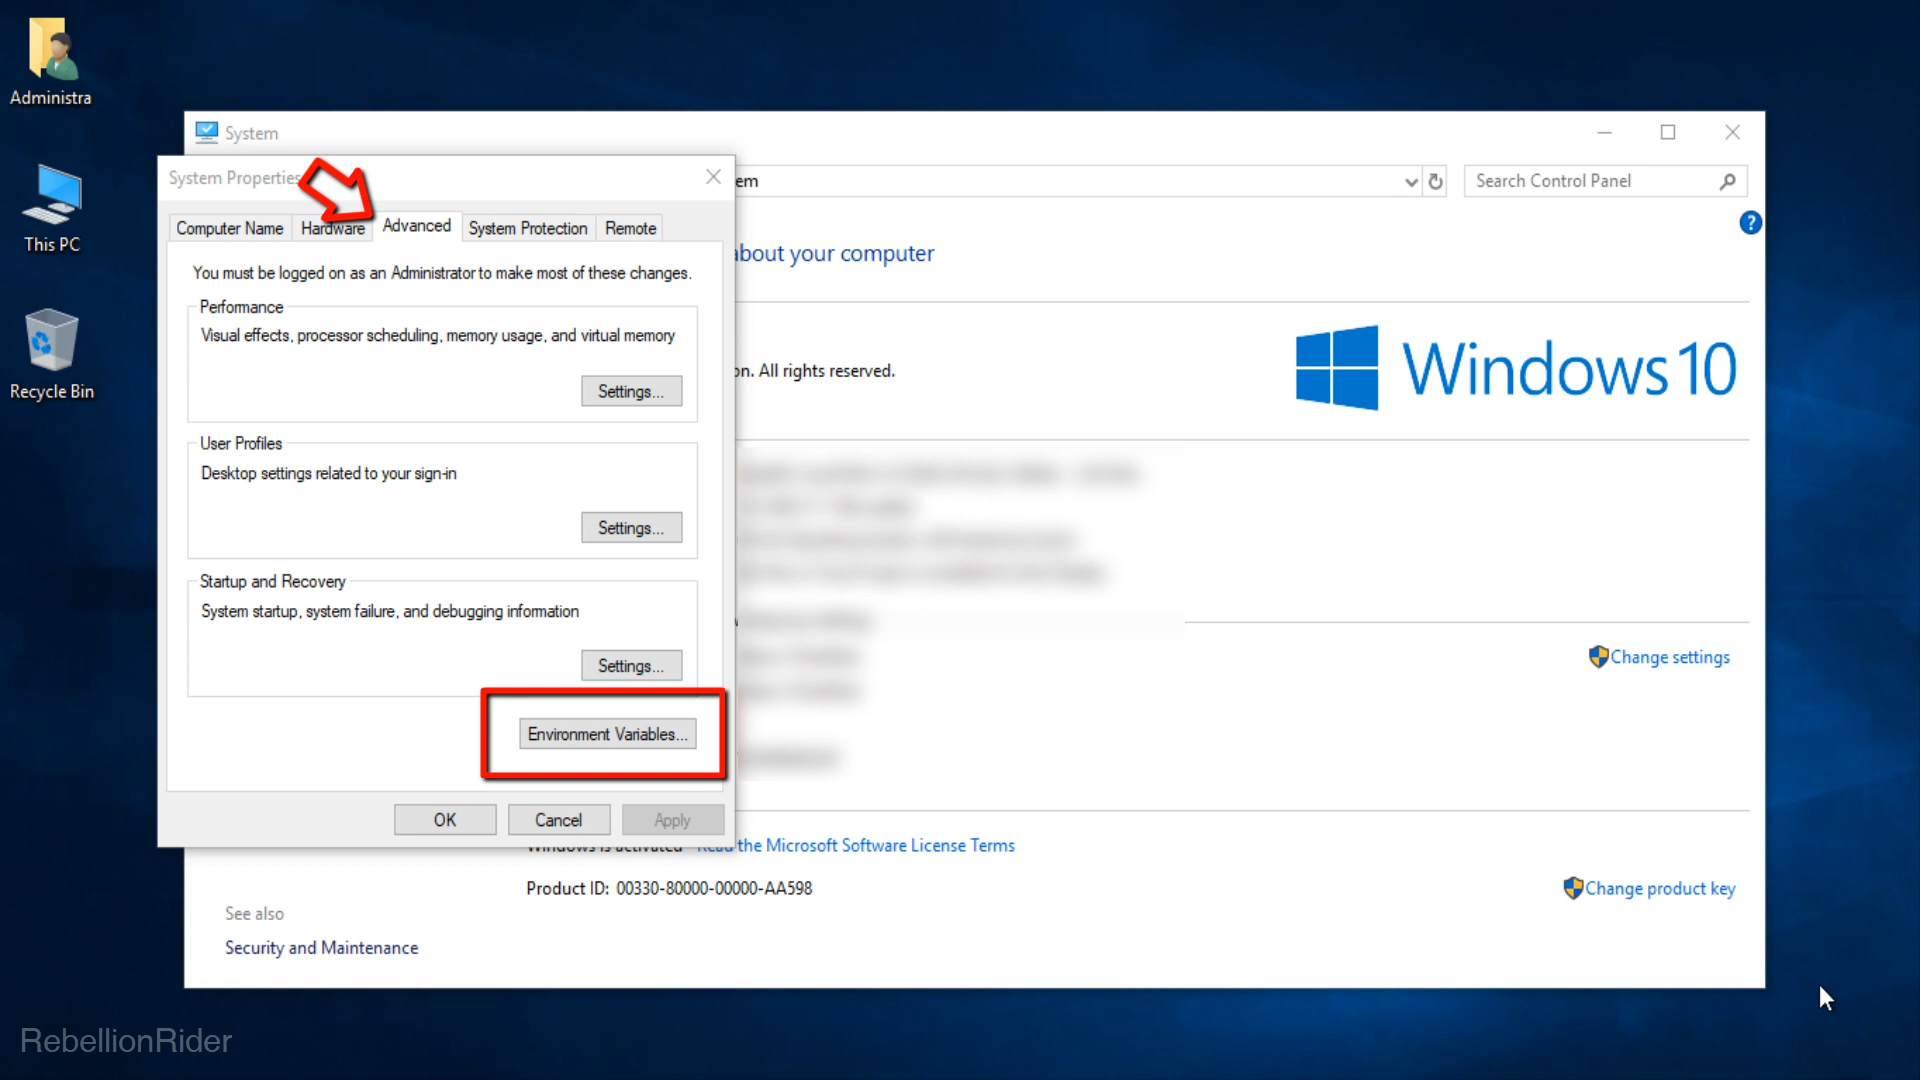 Administra
This PC
Recycle Bin
System
System Properties
em
Search Control Panel
Computer Name Hardware Advanced System Protection Remote
about your computer
You must be logged on as an Administrator to make most of these changes.
Performance
Visual effects, processor scheduling, memory usage, and virtual memory
Settings...
on. All rights reserved.
Windows 10
User Profiles
Desktop settings related to your sign-in
Settings...
Startup and Recovery
System startup, system failure, and debugging information
Settings...
Change settings
Environment Variables...
OK Cancel Apply
Windows is activated Read the Microsoft Software License Terms
Product ID: 00330-80000-00000-AA598
Change product key
See also
Security and Maintenance
RebellionRider